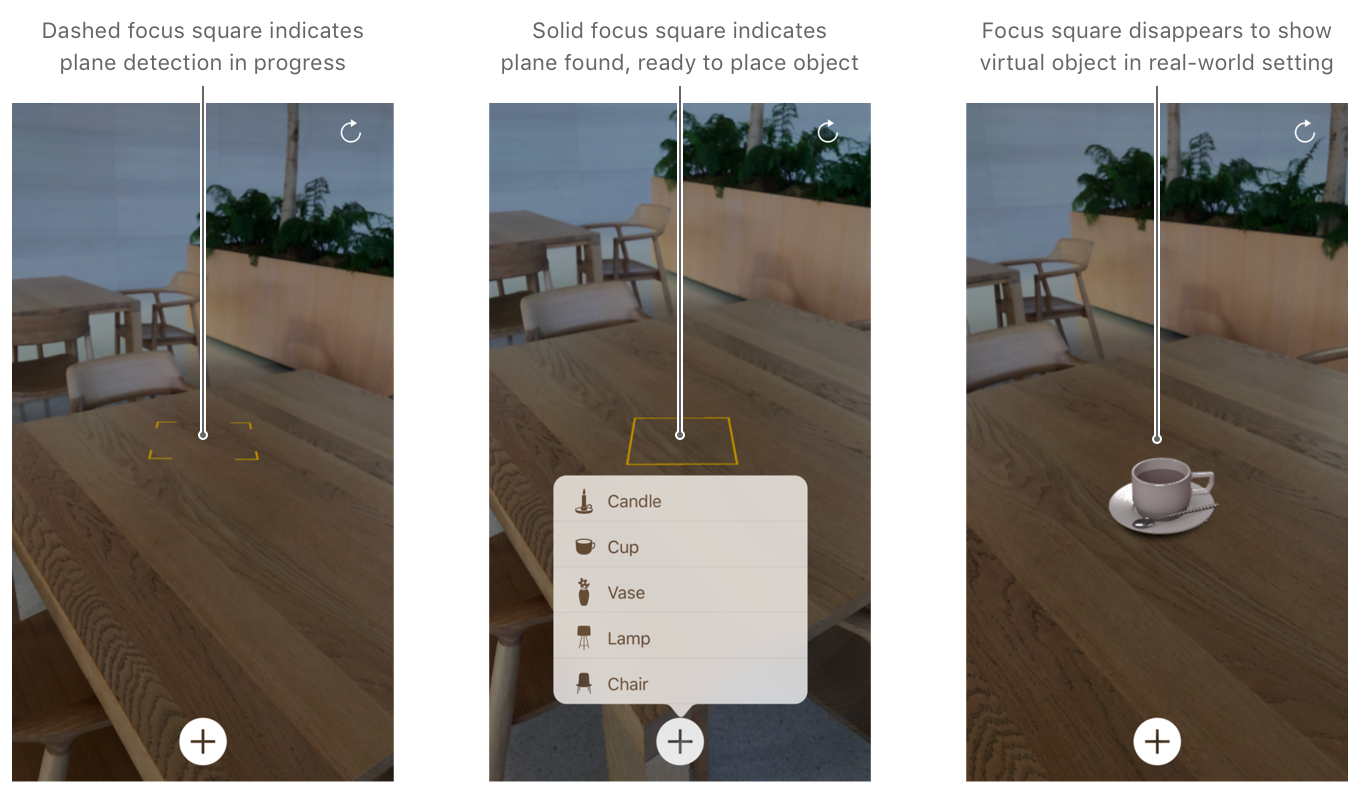 Dashed focus square indicates
plane detection in progress
Solid focus square indicates
plane found, ready to place object
Focus square disappears to show
virtual object in real-world setting
Candle
Cup
Vase
Lamp
Chair